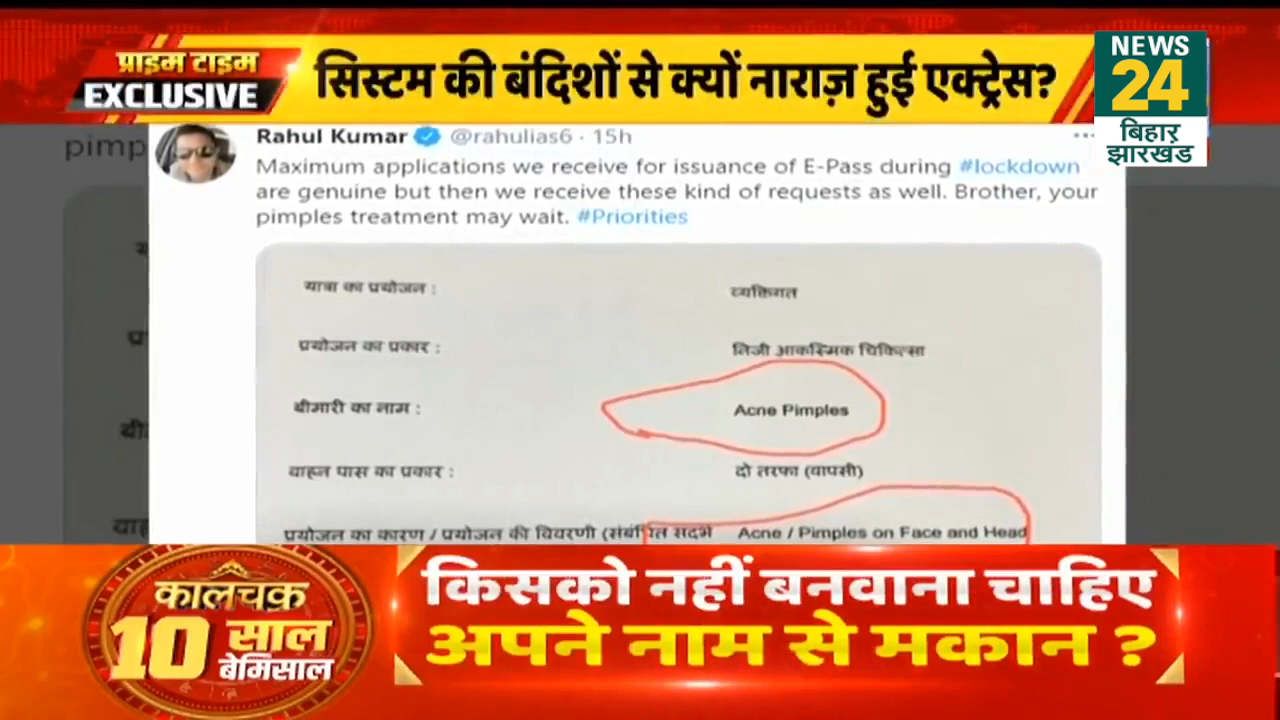 प्राइम टाइम
EXCLUSIVE
सिस्टम की बंदिशों से क्यों नाराज़ हुई एक्ट्रेस?
NEWS
24
बिहार
झारखंड
pimp
Rahul Kumar @rahulias6 · 15h
Maximum applications we receive for issuance of E-Pass during #lockdown
are genuine but then we receive these kind of requests as well. Brother, your
pimples treatment may wait. #Priorities
यात्रा का प्रयोजन : व्यक्तिगत
प्रयोजन का प्रकार : निजी आकस्मिक चिकित्सा
बीमारी का नाम : Acne Pimples
वाहन पास का प्रकार : दो तरफा (वापसी)
प्रयोजन का कारण / प्रयोजन की विवरणी (संबंधित सदर्भ Acne / Pimples on Face and Head
कालचक्र
10 साल
बेमिसाल
किसको नहीं बनवाना चाहिए
अपने नाम से मकान ?